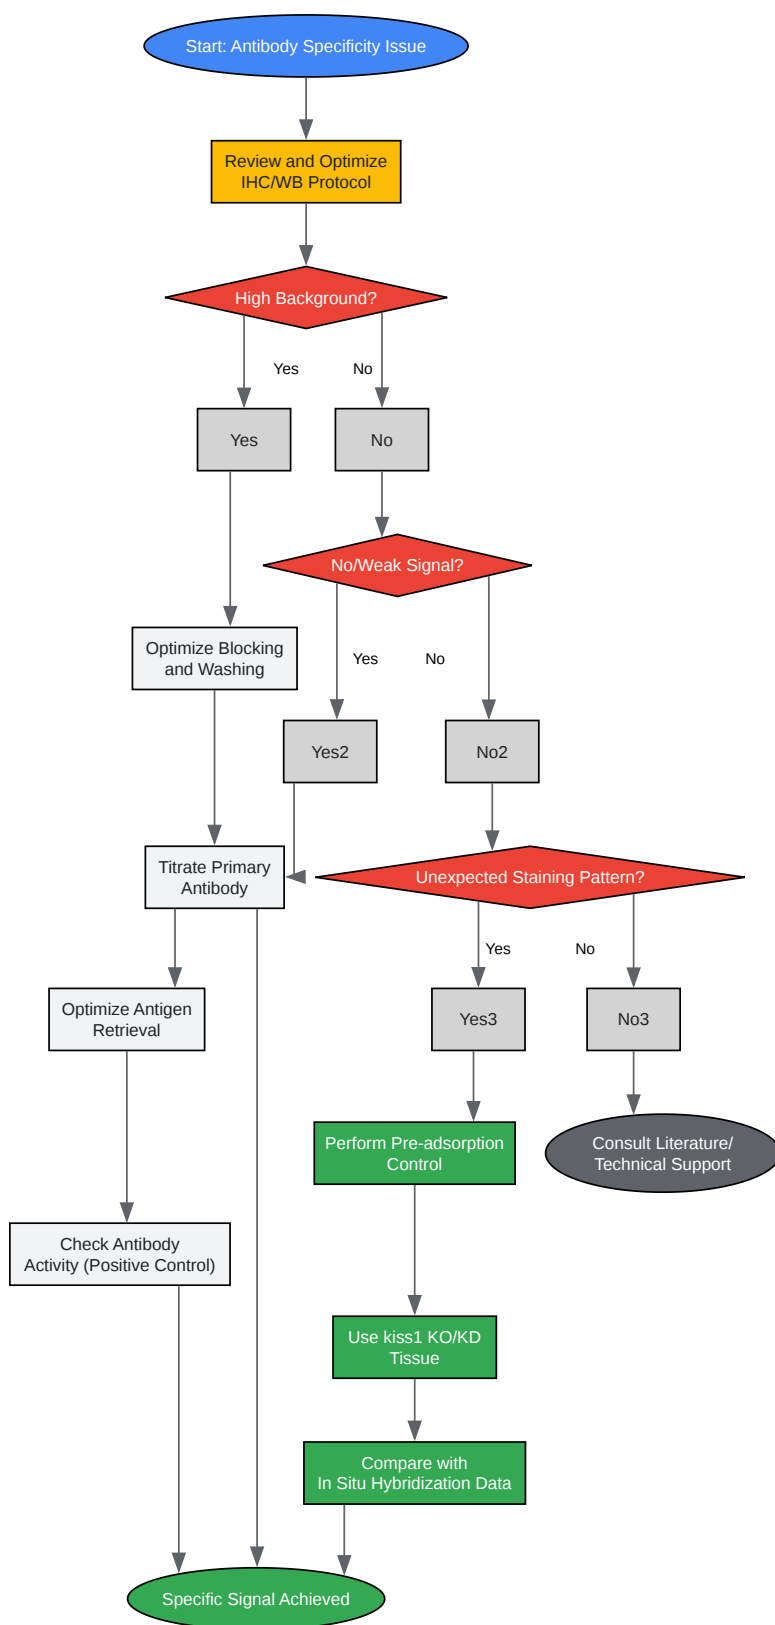 Start: Antibody Specificity Issue
Review and Optimize
IHC/WB Protocol
High Background?
Yes
No
Yes
No
No/Weak Signal?
Optimize Blocking
and Washing
Yes
No
Yes2
No2
Titrate Primary
Antibody
Unexpected Staining Pattern?
Yes
No
Optimize Antigen
Retrieval
Yes3
No3
Perform Pre-adsorption
Control
Consult Literature/
Technical Support
Check Antibody
Activity (Positive Control)
Use kiss1 KO/KD
Tissue
Compare with
In Situ Hybridization Data
Specific Signal Achieved